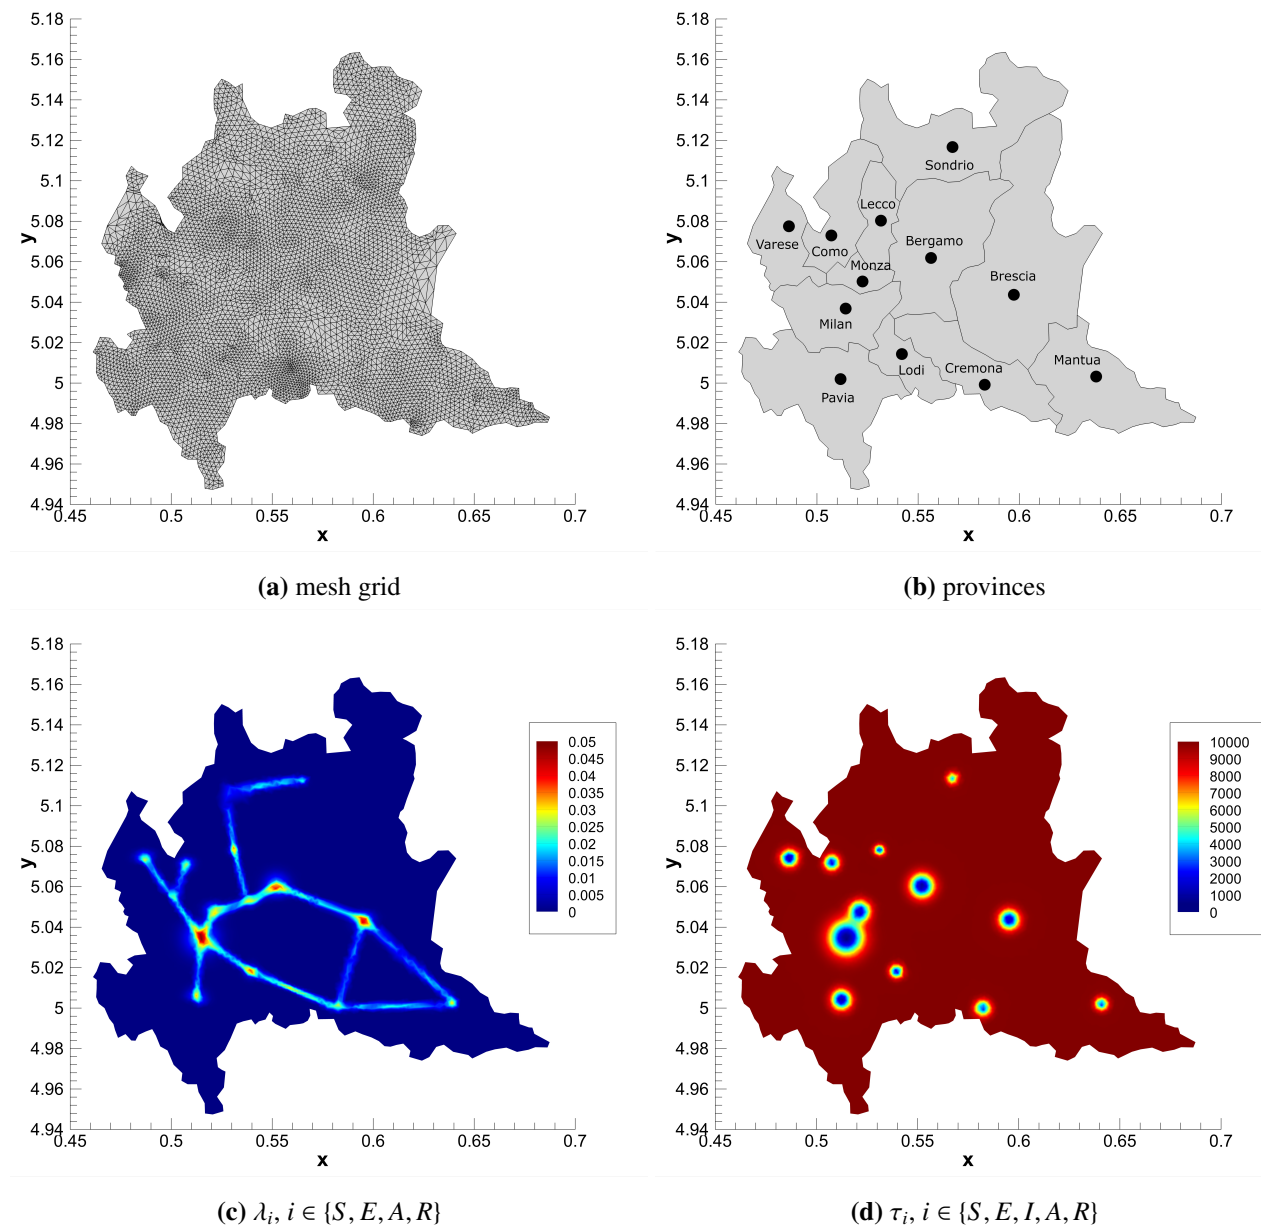 5.18
5.16
5.14
5.12
5.1
5.08
y
5.06
5.04
5.02
5
4.98
4.96
4.94
0.45 0.5 0.55 0.6 0.65 0.7
x
(a) mesh grid
5.18
5.16
5.14
5.12
5.1
5.08
y
5.06
5.04
5.02
5
4.98
4.96
4.94
0.45 0.5 0.55 0.6 0.65 0.7
x
Sondrio
Lecco
Varese
Como
Bergamo
Monza
Brescia
Milan
Mantua
Lodi
Cremona
Pavia
(b) provinces
5.18
5.16
5.14
5.12
5.1
5.08
y
5.06
5.04
5.02
5
4.98
4.96
4.94
0.45 0.5 0.55 0.6 0.65 0.7
x
0.05
0.045
0.04
0.035
0.03
0.025
0.02
0.015
0.01
0.005
0
(c) λi, i ∈ {S, E, A, R}
5.18
5.16
5.14
5.12
5.1
5.08
y
5.06
5.04
5.02
5
4.98
4.96
4.94
0.45 0.5 0.55 0.6 0.65 0.7
x
10000
9000
8000
7000
6000
5000
4000
3000
2000
1000
0
(d) τi, i ∈ {S, E, I, A, R}